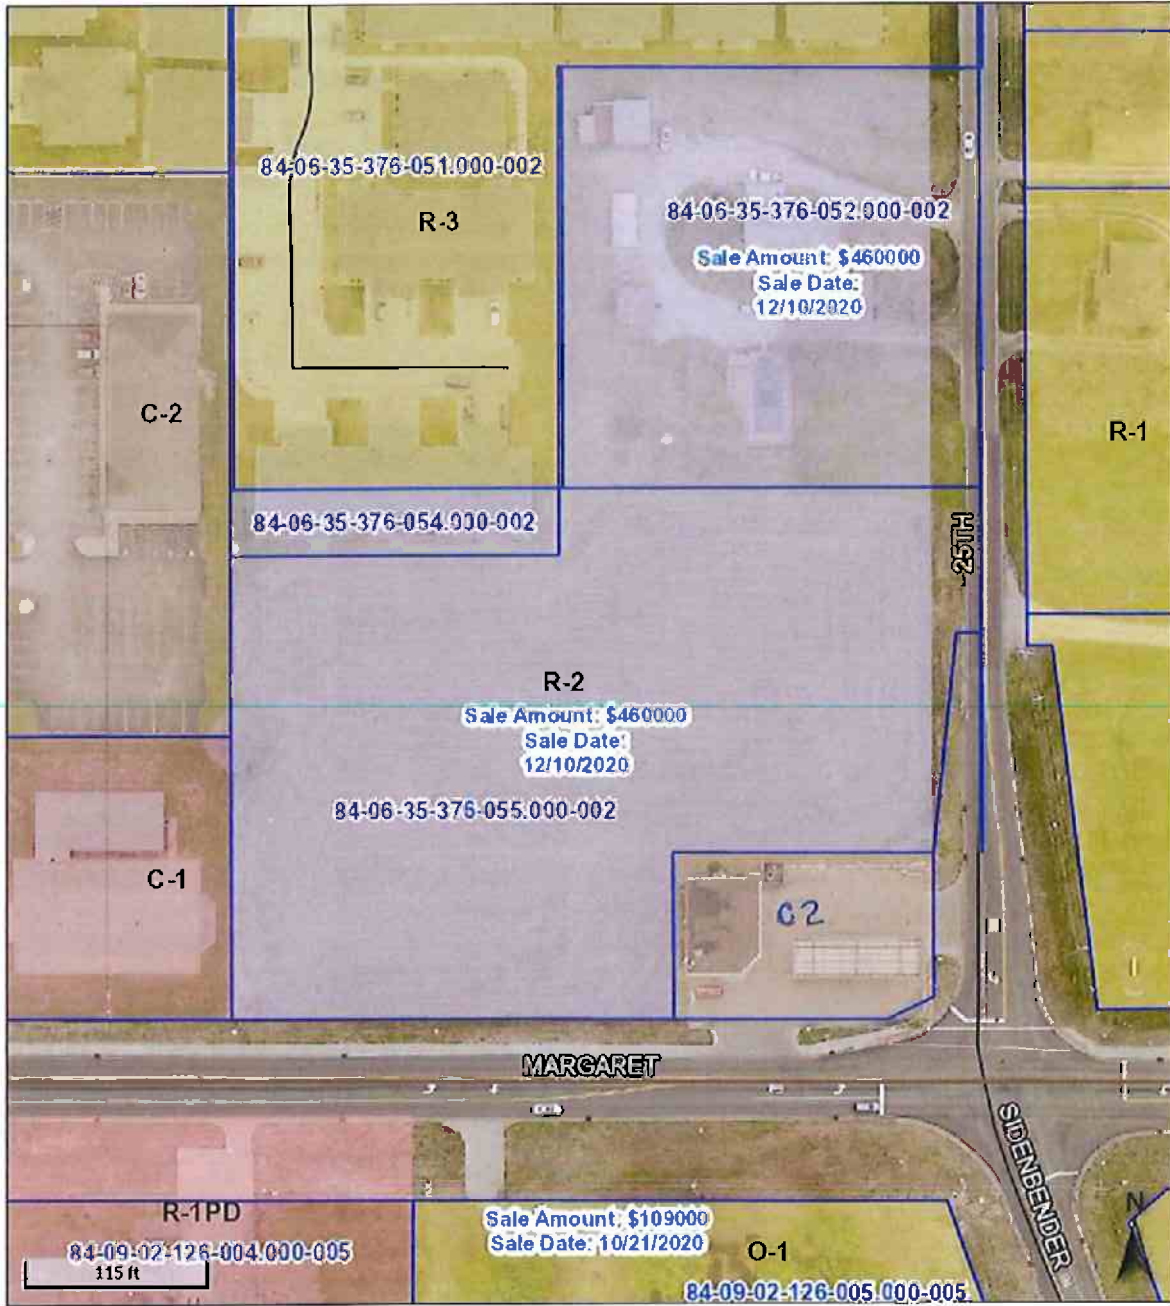 84-06-35-376-051.000-002
R-3
84-06-35-376-052.000-002
Sale Amount: $460000
Sale Date:
12/10/2020
C-2
R-1
84-06-35-376-054.000-002
25TH
R-2
Sale Amount: $460000
Sale Date:
12/10/2020
84-06-35-376-055.000-002
C-1
C2
MARGARET
SIDENBENDER
N
R-1PD
84-09-02-126-004.000-005
115 ft
Sale Amount: $109000
Sale Date: 10/21/2020
O-1
84-09-02-126-005.000-005